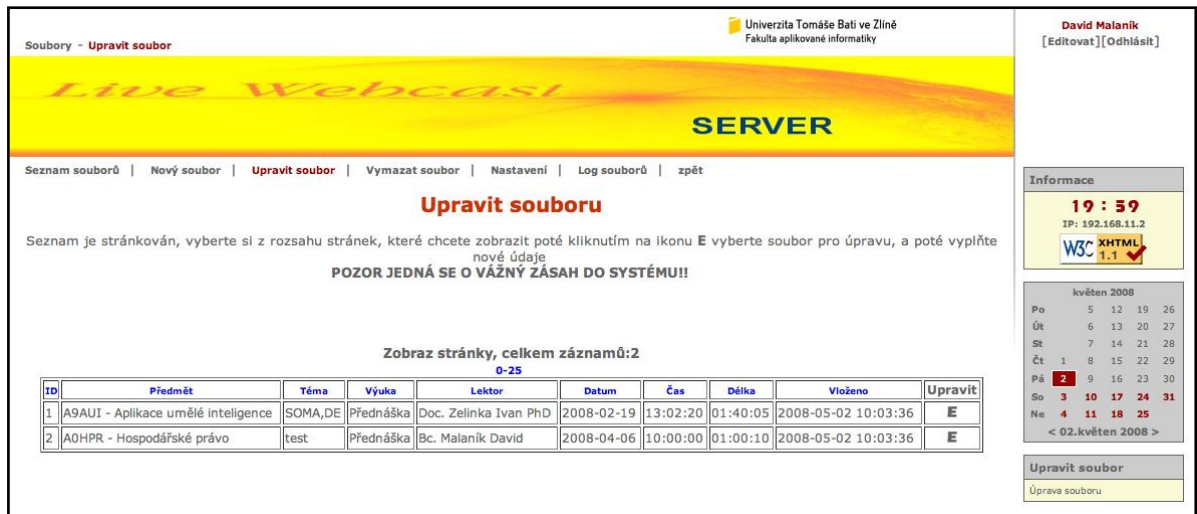 Soubory - Upravit soubor
Univerzita Tomáše Bati ve Zlíně
Fakulta aplikované informatiky
David Malaník
[Editovat][Odhlásit]
Live Webcast
SERVER
Seznam souborů | Nový soubor | Upravit soubor | Vymazat soubor | Nastavení | Log souborů | zpět
Upravit souboru
Seznam je stránkován, vyberte si z rozsahu stránek, které chcete zobrazit poté kliknutím na ikonu E vyberte soubor pro úpravu, a poté vyplňte
nové údaje
POZOR JEDNÁ SE O VÁŽNÝ ZÁSAH DO SYSTÉMU!!
Zobraz stránky, celkem záznamů:2
0-25
ID Předmět Téma Výuka Lektor Datum Čas Délka Vloženo Upravit
1 A9AUI - Aplikace umělé inteligence SOMA,DE Přednáška Doc. Zelinka Ivan PhD 2008-02-19 13:02:20 01:40:05 2008-05-02 10:03:36 E
2 A0HPR - Hospodářské právo test Přednáška Bc. Malaník David 2008-04-06 10:00:00 01:00:10 2008-05-02 10:03:36 E
Informace
19 : 59
IP: 192.168.11.2
W3C XHTML 1.1
květen 2008
Po 5 12 19 26
Út 6 13 20 27
St 7 14 21 28
Čt 1 8 15 22 29
Pá 2 9 16 23 30
So 3 10 17 24 31
Ne 4 11 18 25
< 02.květen 2008 >
Upravit soubor
Úprava souboru